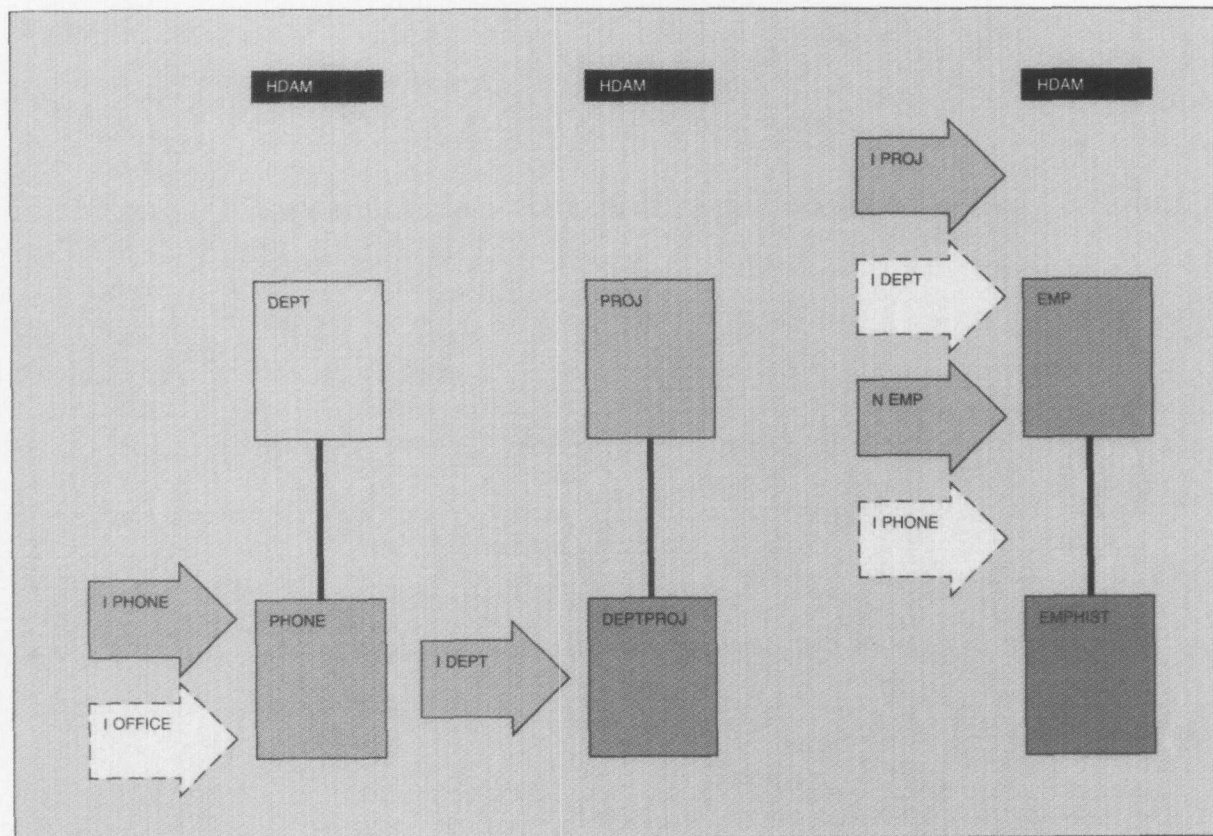 HDAM
HDAM
HDAM
I PROJ
I DEPT
DEPT
PROJ
EMP
N EMP
I PHONE
I PHONE
PHONE
I DEPT
DEPTPROJ
EMPHIST
I OFFICE